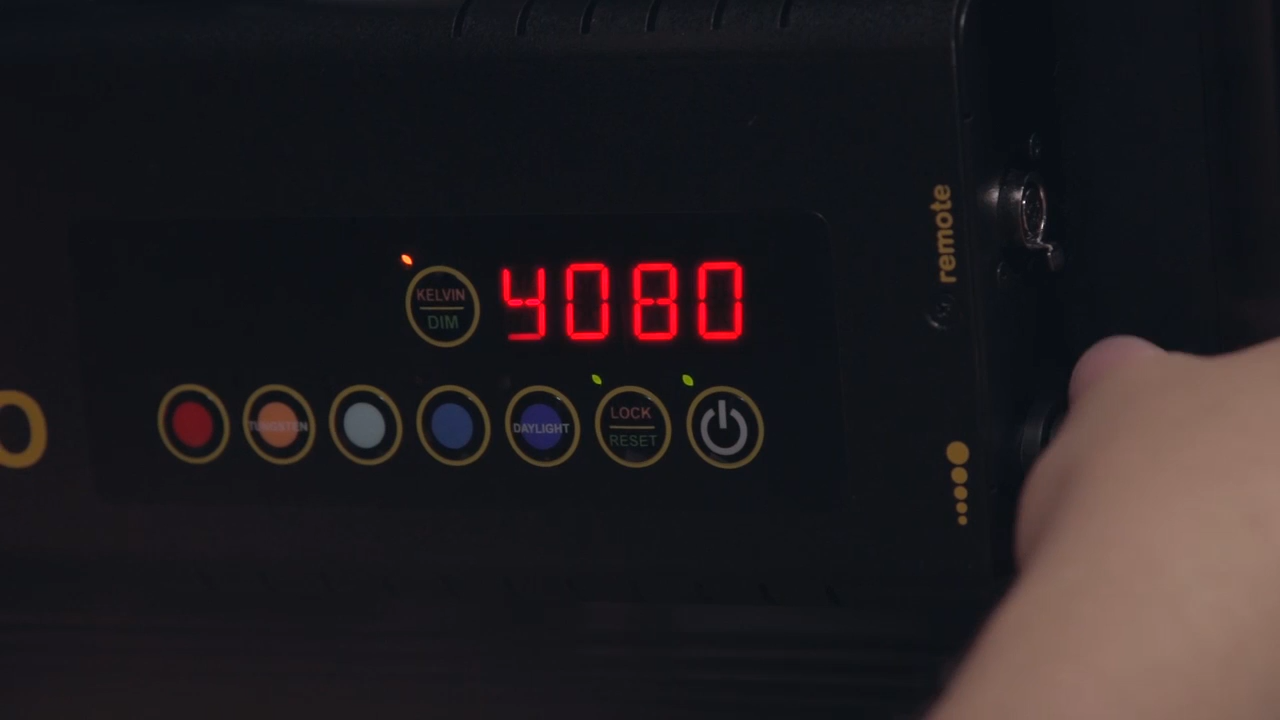 remote
KELVIN
DIM
4080
TUNGSTEN
DAYLIGHT
LOCK
RESET